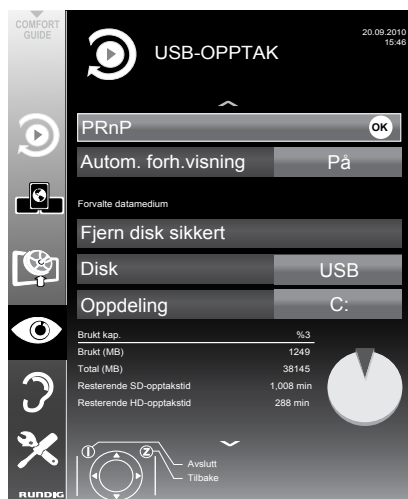 COMFORT
GUIDE
USB-OPPTAK
20.09.2010
15:46
PRnP OK
Autom. forh.visning På
Forvalte datamedium
Fjern disk sikkert
Disk USB
Oppdeling C:
Brukt kap. %3
Brukt (MB) 1249
Total (MB) 38145
Resterende SD-opptakstid 1,008 min
Resterende HD-opptakstid 288 min
Z
Avslutt
Tilbake
RUNDIG